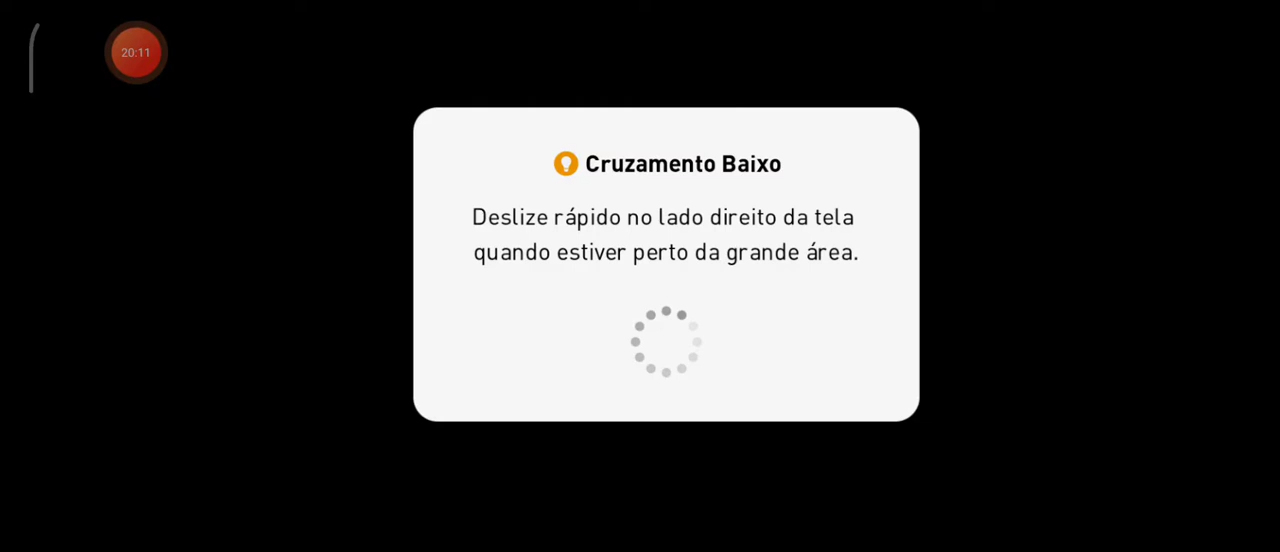 20:11
Cruzamento Baixo
Deslize rápido no lado direito da tela
quando estiver perto da grande área.